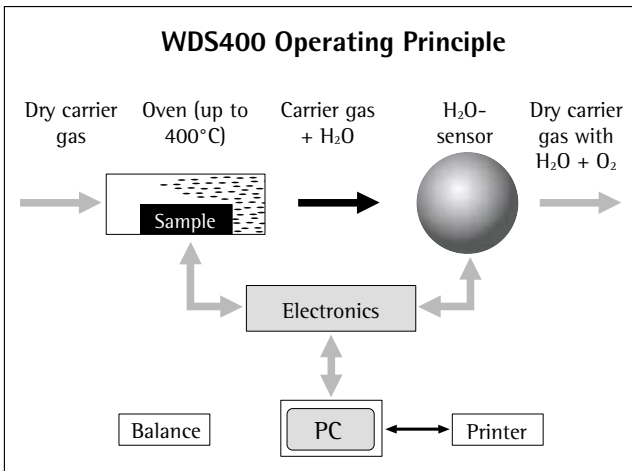 WDS400 Operating Principle
Dry carrier
gas
Oven (up to
400°C)
Carrier gas
+ H₂O
H₂O-
sensor
Dry carrier
gas with
H₂O + O₂
Sample
Electronics
Balance
PC
Printer